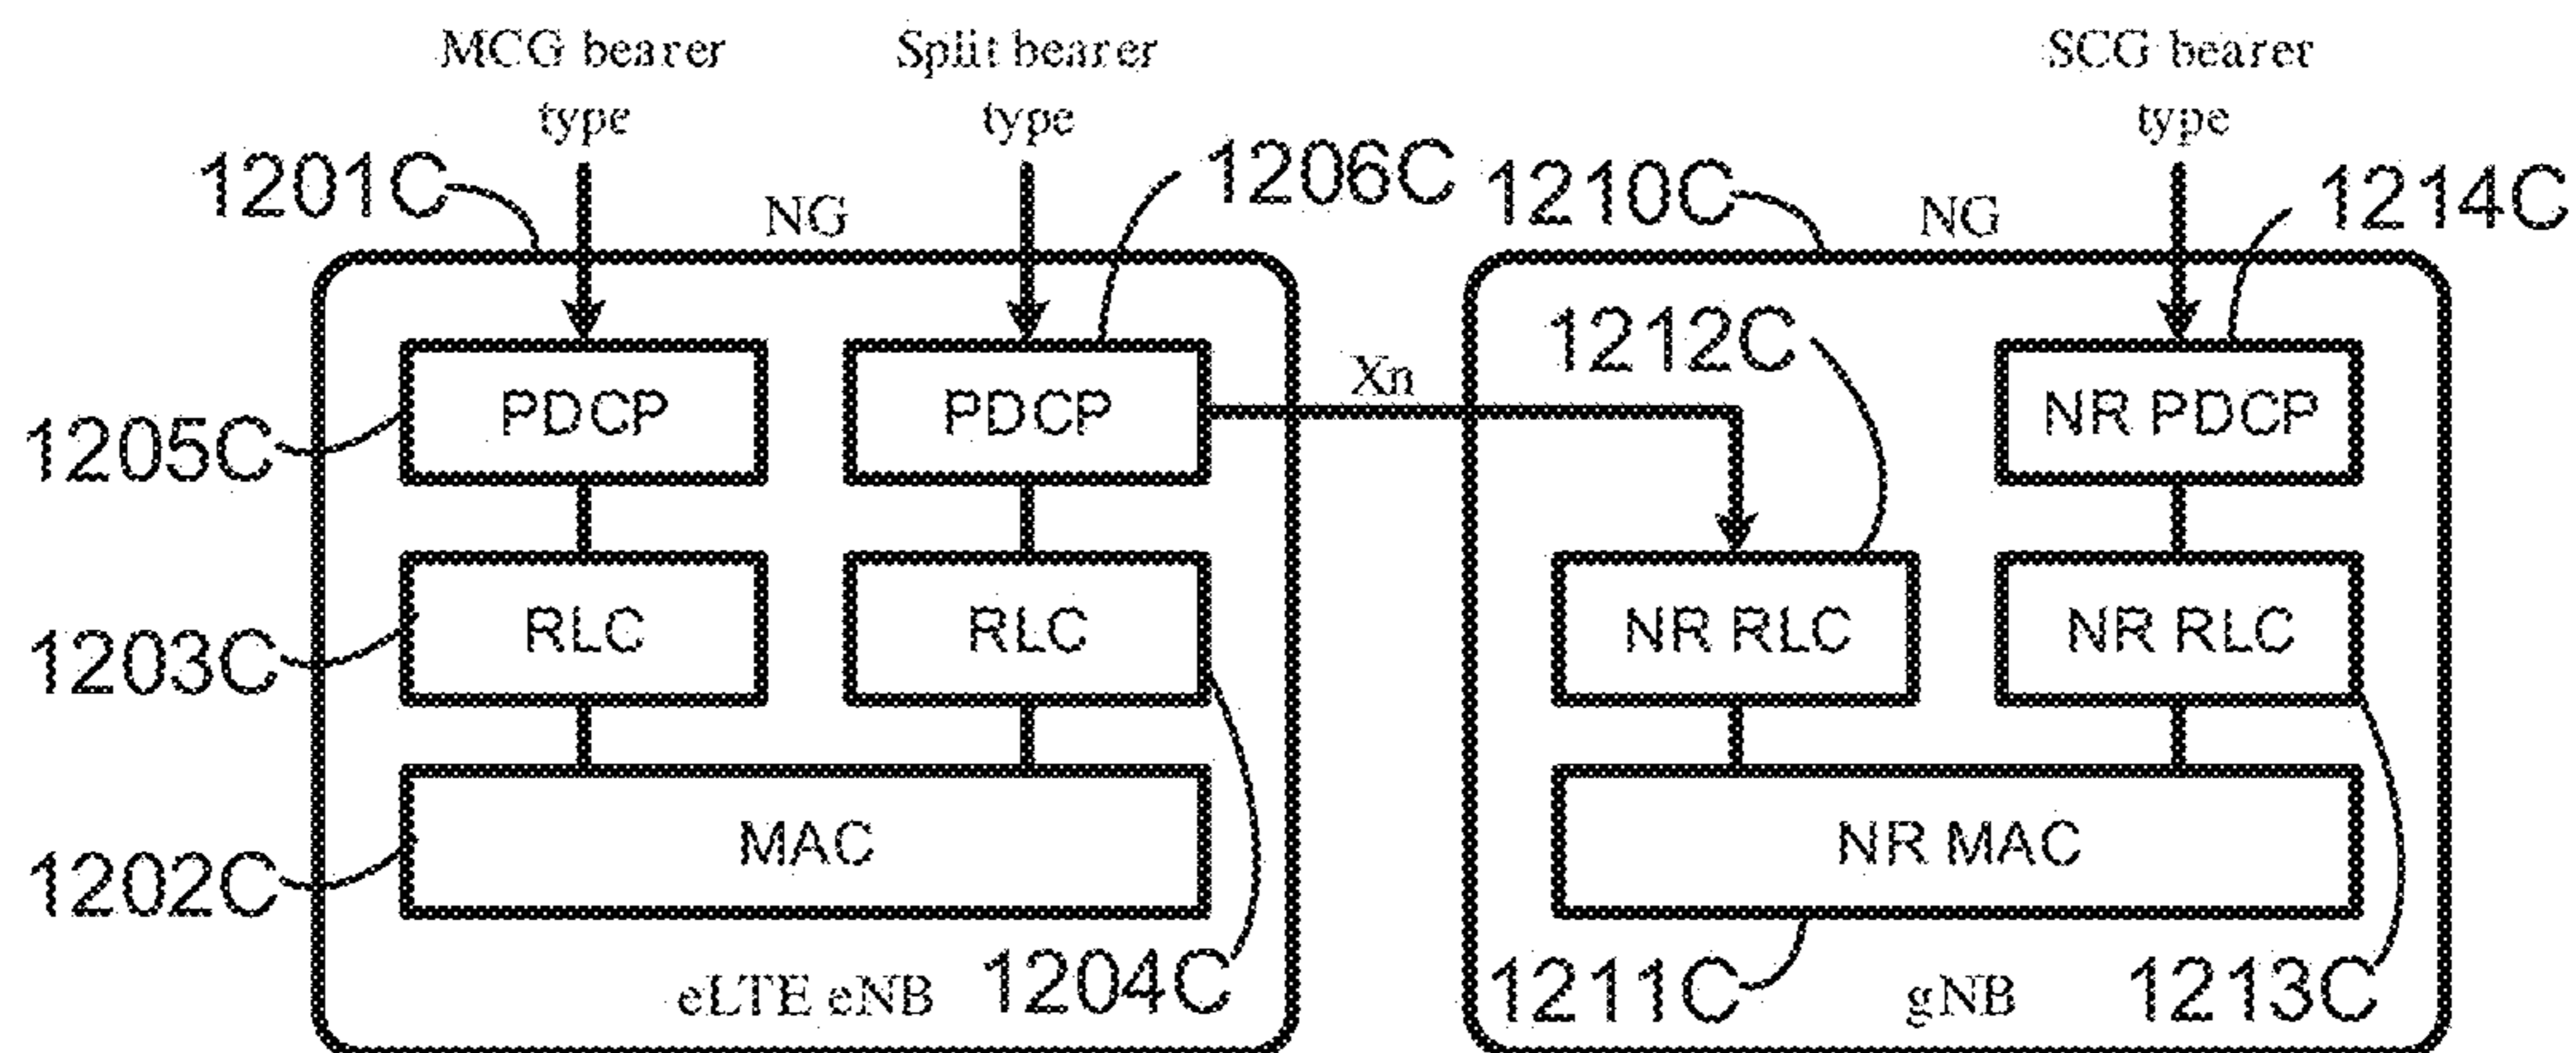 MCG bearer
type
Split bearer
type
SCG bearer
type
1201C
NG
1206C
1210C
NG
1214C
1212C
PDCP
PDCP
Xn
NR PDCP
1205C
RLC
RLC
NR RLC
NR RLC
1203C
MAC
NR MAC
1202C
eLTE eNB
1204C
1211C
gNB
1213C